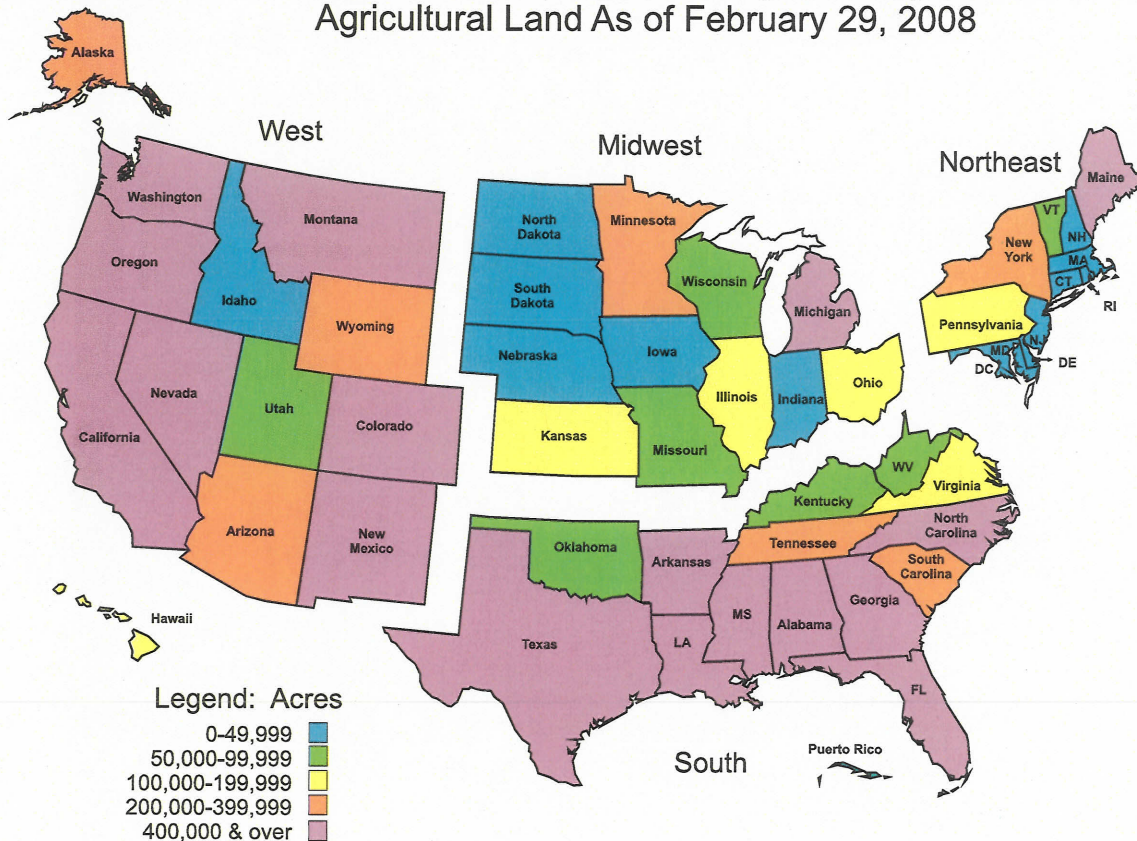 Agricultural Land As of February 29, 2008
Alaska
West
Midwest
Northeast
Washington
Montana
Oregon
Idaho
Wyoming
Nevada
Utah
Colorado
California
Arizona
New
Mexico
Hawaii
North
Dakota
Minnesota
South
Dakota
Wisconsin
Michigan
Nebraska
Iowa
Illinois
Indiana
Ohio
Kansas
Missouri
Maine
VT
NH
New
York
MA
CT
RI
Pennsylvania
NJ
MD
DE
DC
WV
Virginia
Kentucky
Tennessee
North
Carolina
South
Carolina
Oklahoma
Arkansas
Texas
LA
MS
Alabama
Georgia
FL
South
Puerto Rico
Legend: Acres
0-49,999
50,000-99,999
100,000-199,999
200,000-399,999
400,000 & over